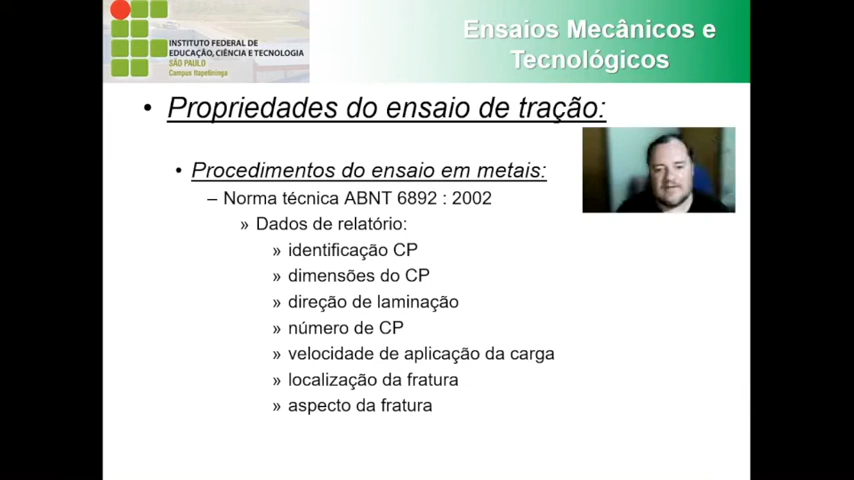 INSTITUTO FEDERAL DE
EDUCAÇÃO, CIÊNCIA E TECNOLOGIA
SÃO PAULO
Campus Itapetininga
Ensaios Mecânicos e
Tecnológicos
• Propriedades do ensaio de tração:
• Procedimentos do ensaio em metais:
– Norma técnica ABNT 6892 : 2002
» Dados de relatório:
» identificação CP
» dimensões do CP
» direção de laminação
» número de CP
» velocidade de aplicação da carga
» localização da fratura
» aspecto da fratura